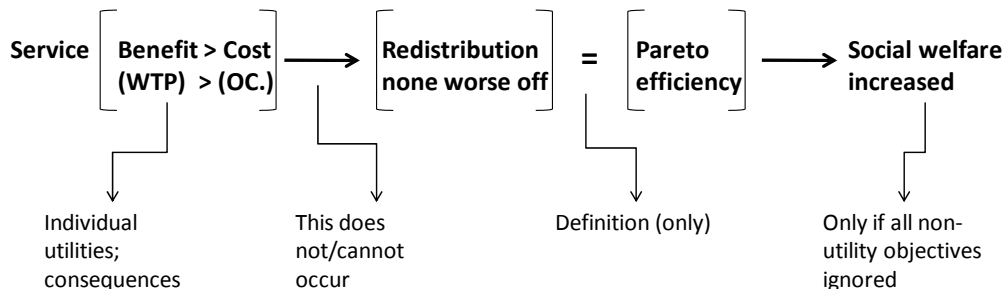 Service
Benefit > Cost
(WTP) > (OC.)
Redistribution
none worse off
=
Pareto
efficiency
Social welfare
increased
Individual
utilities;
consequences
This does
not/cannot
occur
Definition (only)
Only if all non-
utility objectives
ignored